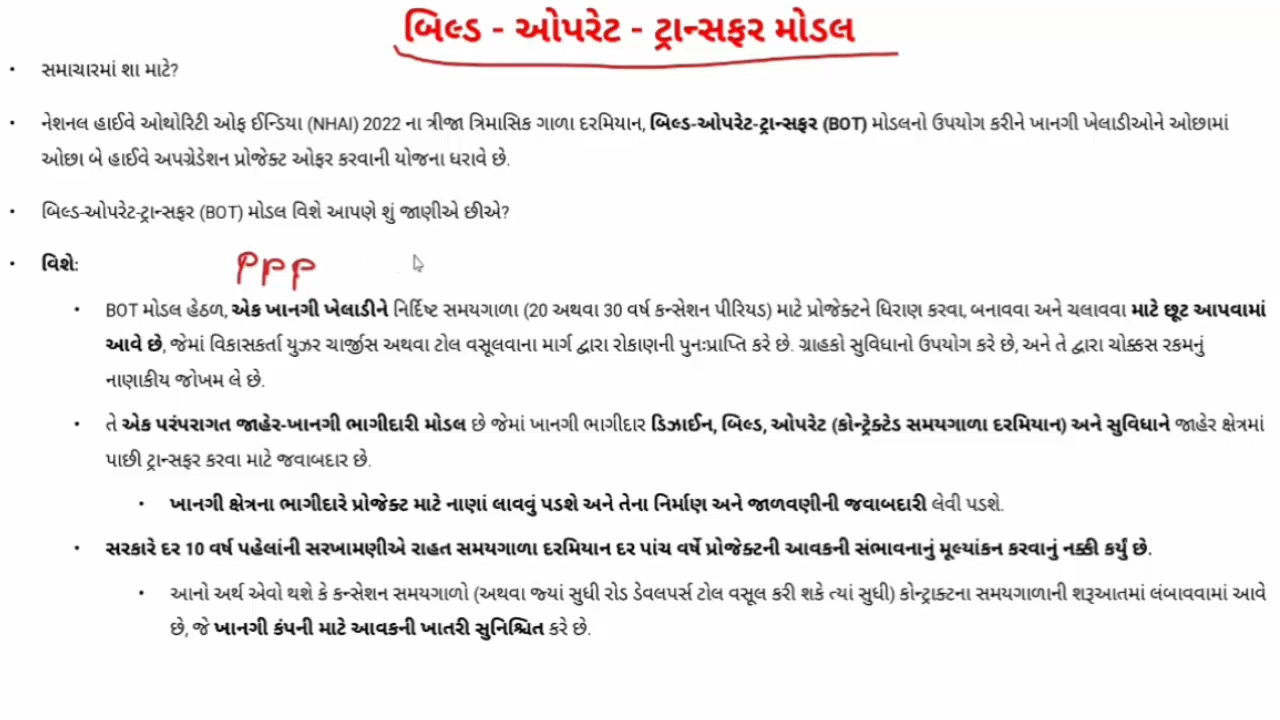 બિલ્ડ - ઓપરેટ - ટ્રાન્સફર મોડલ
• સમાચારમાં શા માટે?
• નેશનલ હાઈવે ઓથોરિટી ઓફ ઈન્ડિયા (NHAI) 2022 ના ત્રીજા ત્રિમાસિક ગાળા દરમિયાન, બિલ્ડ-ઓપરેટ-ટ્રાન્સફર (BOT) મોડલનો ઉપયોગ કરીને ખાનગી ખેલાડીઓને ઓછામાં
ઓછા બે હાઈવે અપગ્રેડેશન પ્રોજેક્ટ ઓફર કરવાની યોજના ધરાવે છે.
• બિલ્ડ-ઓપરેટ-ટ્રાન્સફર (BOT) મોડલ વિશે આપણે શું જાણીએ છીએ?
• વિશે:
PPP
• BOT મોડલ હેઠળ, એક ખાનગી ખેલાડીને નિર્દિષ્ટ સમયગાળા (20 અથવા 30 વર્ષ કન્સેશન પીરિયડ) માટે પ્રોજેક્ટને ધિરાણ કરવા, બનાવવા અને ચલાવવા માટે છૂટ આપવામાં
આવે છે, જેમાં વિકાસકર્તા યુઝર ચાર્જીસ અથવા ટોલ વસૂલવાના માર્ગ દ્વારા રોકાણની પુનઃપ્રાપ્તિ કરે છે. ગ્રાહકો સુવિધાનો ઉપયોગ કરે છે, અને તે દ્વારા ચોક્કસ રકમનું
નાણાકીય જોખમ લે છે.
• તે એક પરંપરાગત જાહેર-ખાનગી ભાગીદારી મોડલ છે જેમાં ખાનગી ભાગીદાર ડિઝાઈન, બિલ્ડ, ઓપરેટ (કોન્ટ્રેક્ટેડ સમયગાળા દરમિયાન) અને સુવિધાને જાહેર ક્ષેત્રમાં
પાછી ટ્રાન્સફર કરવા માટે જવાબદાર છે.
• ખાનગી ક્ષેત્રના ભાગીદારે પ્રોજેક્ટ માટે નાણાં લાવવું પડશે અને તેના નિર્માણ અને જાળવણીની જવાબદારી લેવી પડશે.
• સરકારે દર 10 વર્ષ પહેલાંની સરખામણીએ રાહત સમયગાળા દરમિયાન દર પાંચ વર્ષે પ્રોજેક્ટની આવકની સંભાવનાનું મૂલ્યાંકન કરવાનું નક્કી કર્યું છે.
• આનો અર્થ એવો થશે કે કન્સેશન સમયગાળો (અથવા જ્યાં સુધી રોડ ડેવલપર્સ ટોલ વસૂલ કરી શકે ત્યાં સુધી) કોન્ટ્રાક્ટના સમયગાળાની શરૂઆતમાં લંબાવવામાં આવે
છે, જે ખાનગી કંપની માટે આવકની ખાતરી સુનિશ્ચિત કરે છે.